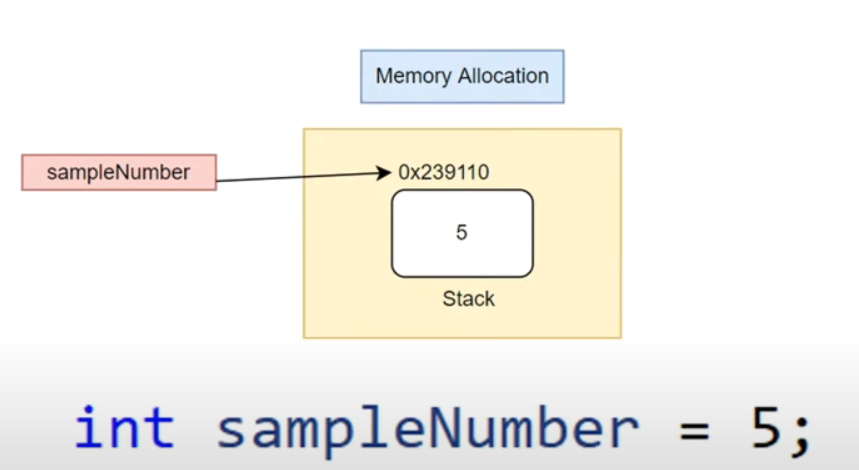 Memory Allocation
sampleNumber
0x239110
5
Stack
int sampleNumber = 5;